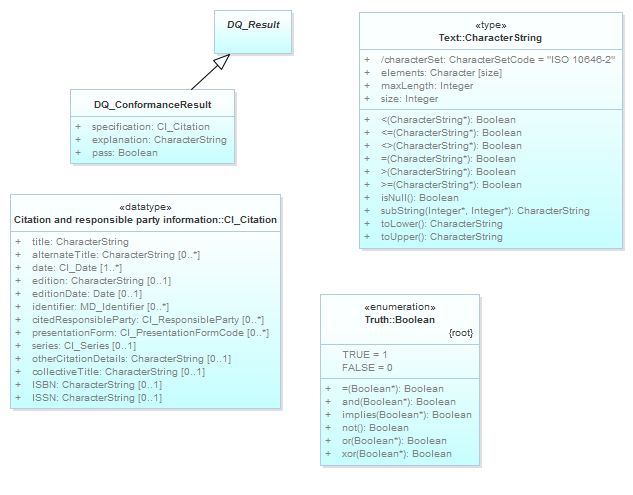 DQ_Result
DQ_ConformanceResult
+ specification: CI_Citation
+ explanation: CharacterString
+ pass: Boolean
«datatype»
Citation and responsible party information::CI_Citation
+ title: CharacterString
+ alternateTitle: CharacterString [0..*]
+ date: CI_Date [1..*]
+ edition: CharacterString [0..1]
+ editionDate: Date [0..1]
+ identifier: MD_Identifier [0..*]
+ citedResponsibleParty: CI_ResponsibleParty [0..*]
+ presentationForm: CI_PresentationFormCode [0..*]
+ series: CI_Series [0..1]
+ otherCitationDetails: CharacterString [0..1]
+ collectiveTitle: CharacterString [0..1]
+ ISBN: CharacterString [0..1]
+ ISSN: CharacterString [0..1]
«type»
Text::CharacterString
+ /characterSet: CharacterSetCode = "ISO 10646-2"
+ elements: Character [size]
+ maxLength: Integer
+ size: Integer
+ <(CharacterString*): Boolean
+ <=(CharacterString*): Boolean
+ <>(CharacterString*): Boolean
+ =(CharacterString*): Boolean
+ >(CharacterString*): Boolean
+ >=(CharacterString*): Boolean
+ isNull(): Boolean
+ subString(Integer*, Integer*): CharacterString
+ toLower(): CharacterString
+ toUpper(): CharacterString
«enumeration»
Truth::Boolean
{root}
TRUE = 1
FALSE = 0
+ =(Boolean*): Boolean
+ and(Boolean*): Boolean
+ implies(Boolean*): Boolean
+ not(): Boolean
+ or(Boolean*): Boolean
+ xor(Boolean*): Boolean